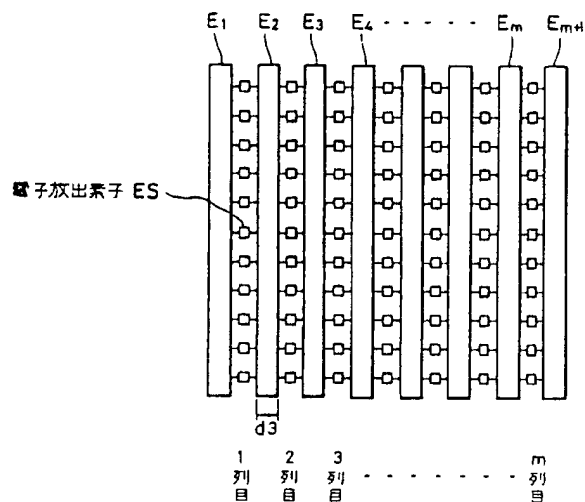 E1 E2 E3 E4 - - - - - Em Em+1
電子放出素子 ES
d3
1列目 2列目 3列目 - - - - - - - m列目